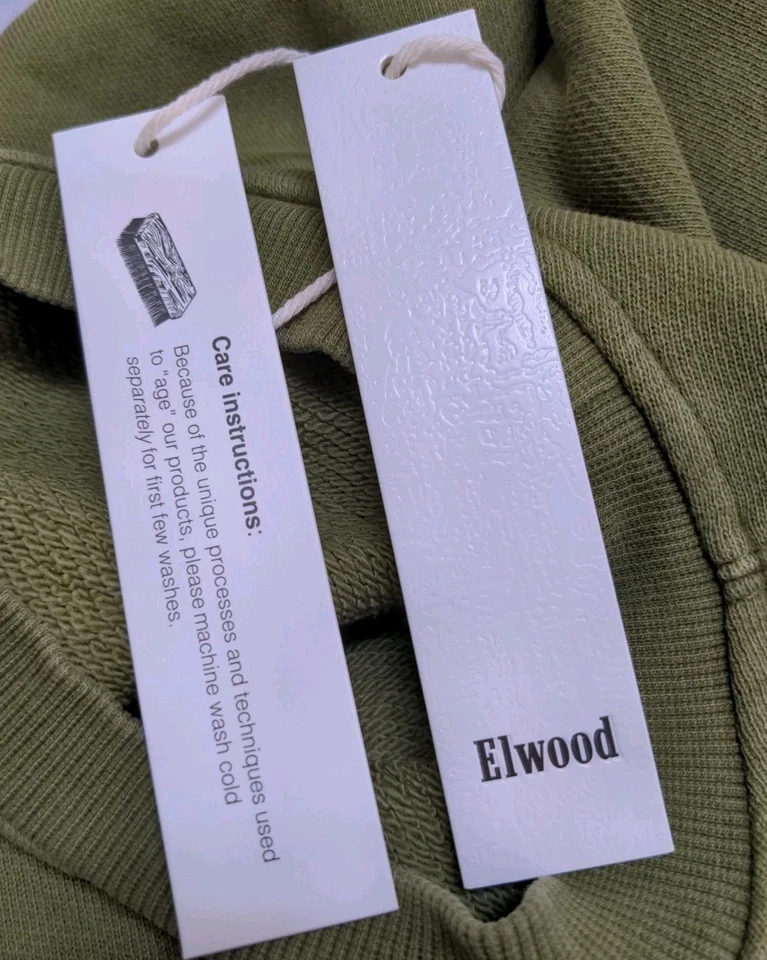 Care instructions:
Because of the unique processes and techniques used
to “age” our products, please machine wash cold
separately for first few washes.
Elwood